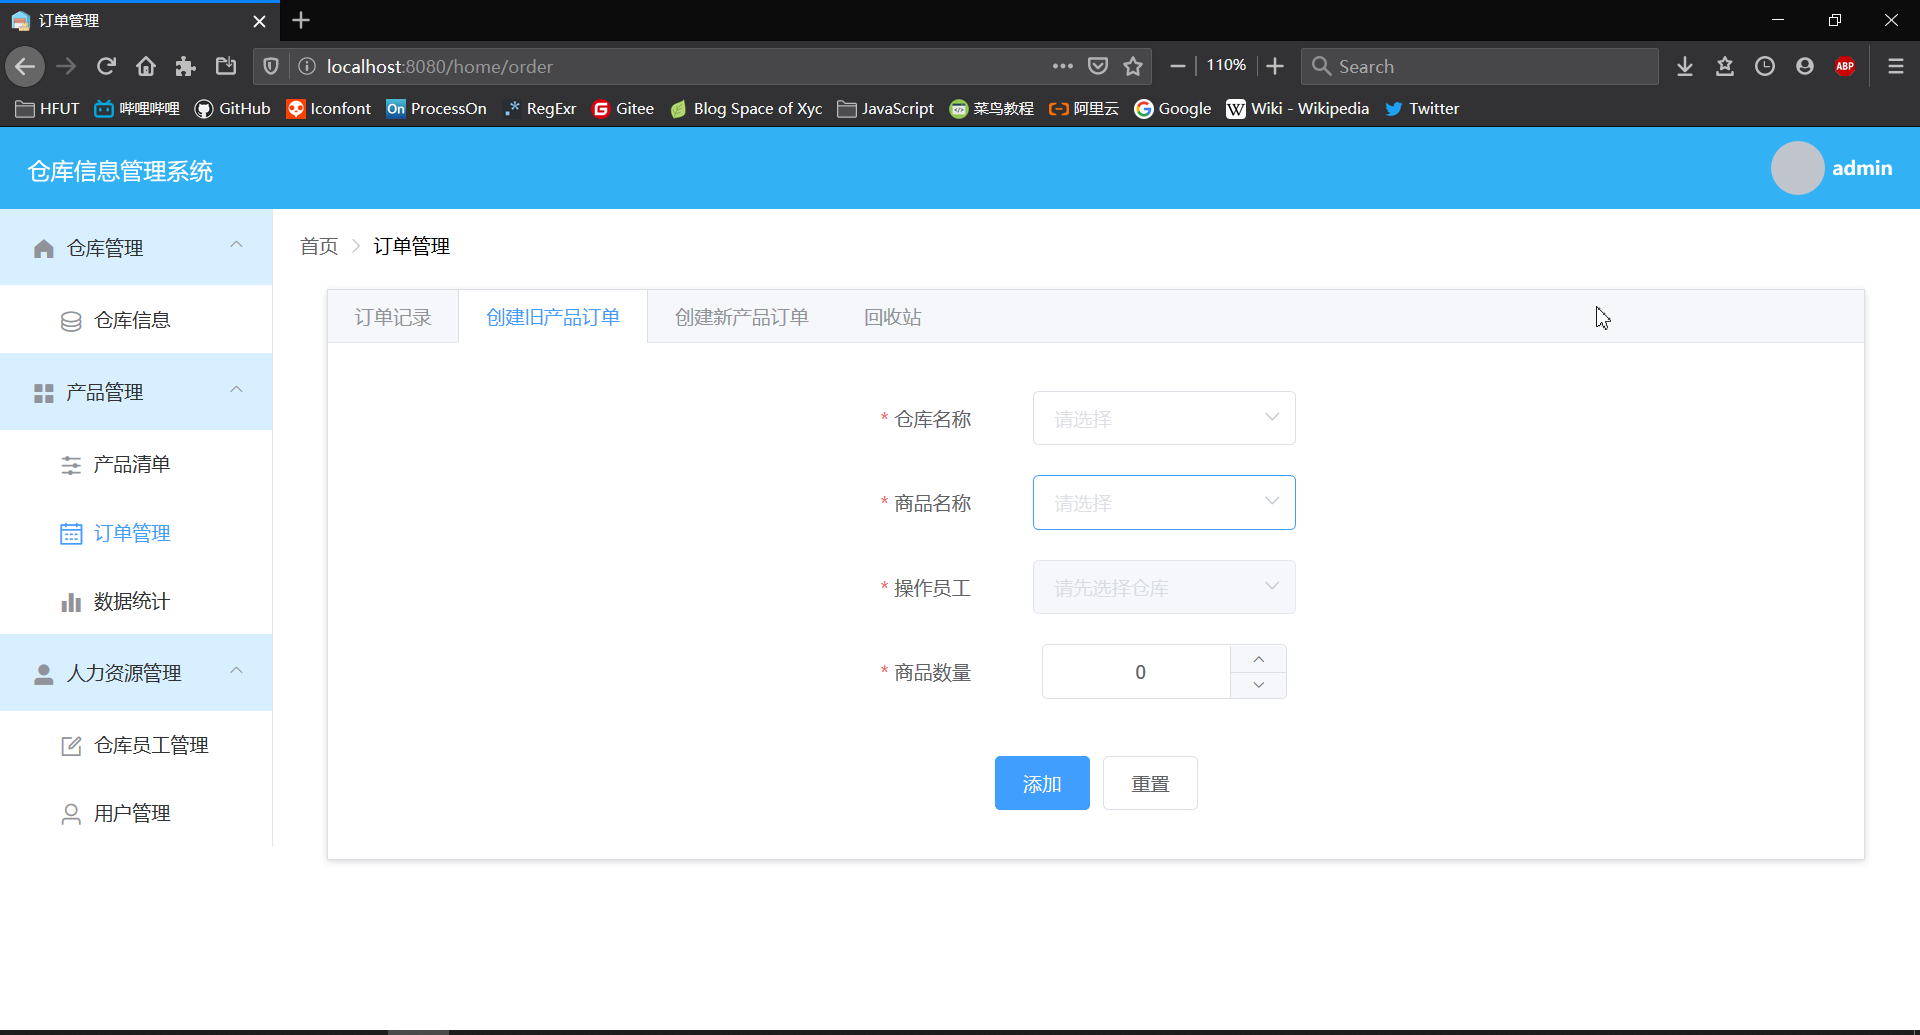 订单管理
localhost:8080/home/order
110%
Search
ABP
HFUT
哔哩哔哩
GitHub
Iconfont
On ProcessOn
.* RegExr
G Gitee
Blog Space of Xyc
JavaScript
菜鸟教程
阿里云
Google
W Wiki - Wikipedia
Twitter
仓库信息管理系统
admin
仓库管理
仓库信息
产品管理
产品清单
订单管理
数据统计
人力资源管理
仓库员工管理
用户管理
首页 > 订单管理
订单记录
创建旧产品订单
创建新产品订单
回收站
* 仓库名称
请选择
* 商品名称
请选择
* 操作员工
请先选择仓库
* 商品数量
0
添加
重置